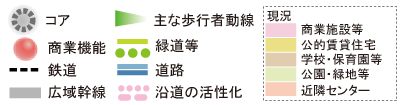 コア
商業機能
鉄道
広域幹線
主な歩行者動線
緑道等
道路
沿道の活性化
現況
商業施設等
公的賃貸住宅
学校・保育園等
公園・緑地等
近隣センター